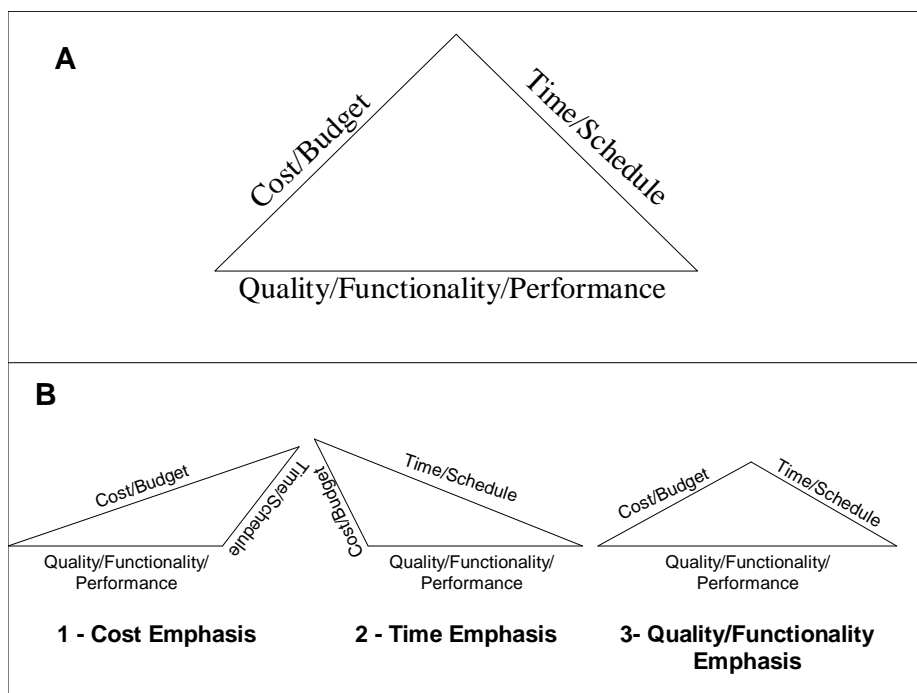 A
Cost/Budget
Time/Schedule
Quality/Functionality/Performance
B
Cost/Budget
Time/Schedule
Quality/Functionality/
Performance
1 - Cost Emphasis
Cost/Budget
Time/Schedule
Quality/Functionality/
Performance
2 - Time Emphasis
Cost/Budget
Time/Schedule
Quality/Functionality/
Performance
3- Quality/Functionality
Emphasis